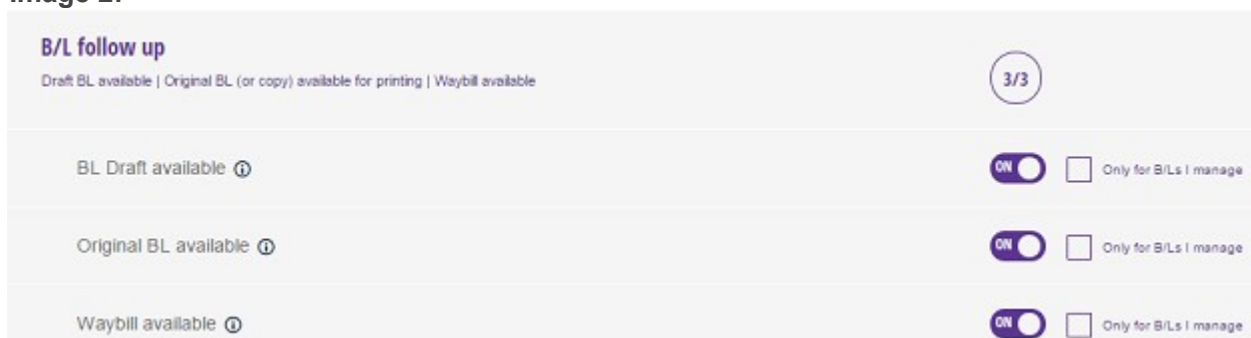 B/L follow up
Draft BL available | Original BL (or copy) available for printing | Waybill available
3/3
BL Draft available
ON
Only for B/Ls I manage
Original BL available
ON
Only for B/Ls I manage
Waybill available
ON
Only for B/Ls I manage